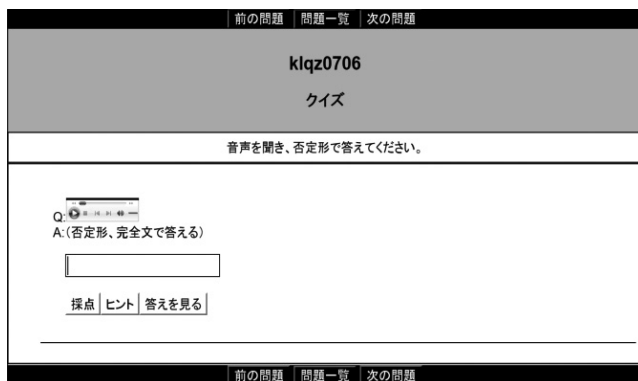 前の問題 問題一覧 次の問題
klqz0706
クイズ
音声を聞き、否定形で答えてください。
Q:
A:(否定形、完全文で答える)
採点 ヒント 答えを見る
前の問題 問題一覧 次の問題